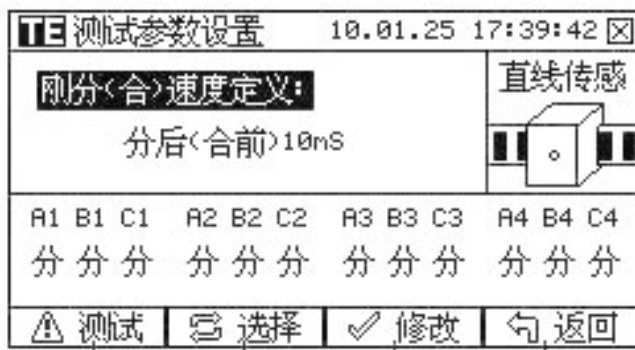 TE 测试参数设置 10.01.25 17:39:42
刚分(合)速度定义:
分后(合前)10mS
直线传感
A1 B1 C1 A2 B2 C2 A3 B3 C3 A4 B4 C4
分 分 分 分 分 分 分 分 分 分 分 分
测试 选择 修改 返回